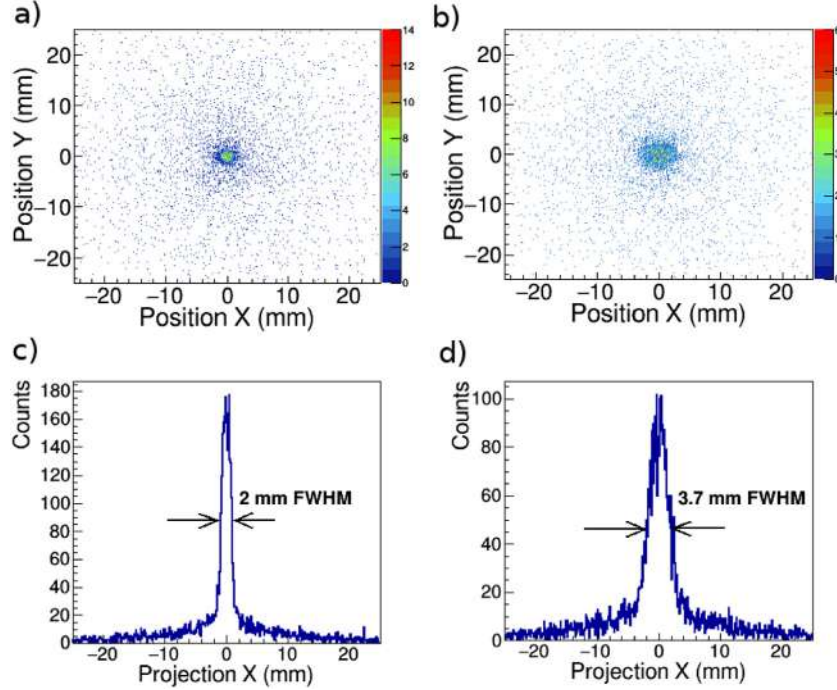 a)
b)
14
12
10
8
6
4
2
0
Position Y (mm)
20
10
0
−10
−20
−20 −10 0 10 20
Position X (mm)
Position Y (mm)
20
10
0
−10
−20
−20 −10 0 10 20
Position X (mm)
c)
d)
Counts
180
160
140
120
100
80
60
40
20
0
2 mm FWHM
−20 −10 0 10 20
Projection X (mm)
Counts
100
80
60
40
20
0
3.7 mm FWHM
−20 −10 0 10 20
Projection X (mm)